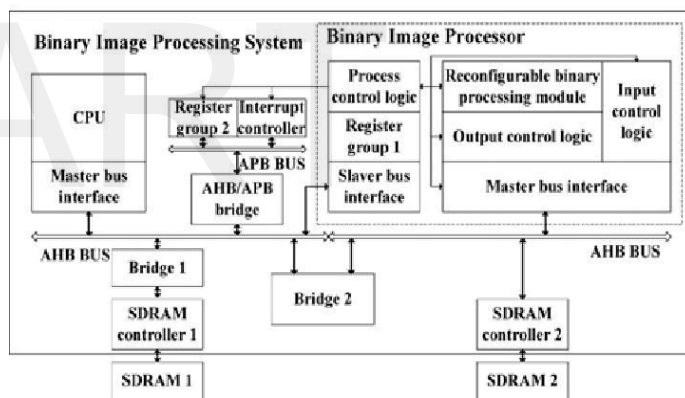 Binary Image Processing System
Binary Image Processor
CPU
Master bus
interface
Register
group 2
Interrupt
controller
APB BUS
AHB/APB
bridge
Process
control logic
Register
group 1
Slaver bus
interface
Reconfigurable binary
processing module
Input
control
logic
Output control logic
Master bus interface
AHB BUS
AHB BUS
Bridge 1
Bridge 2
SDRAM
controller 1
SDRAM
controller 2
SDRAM 1
SDRAM 2